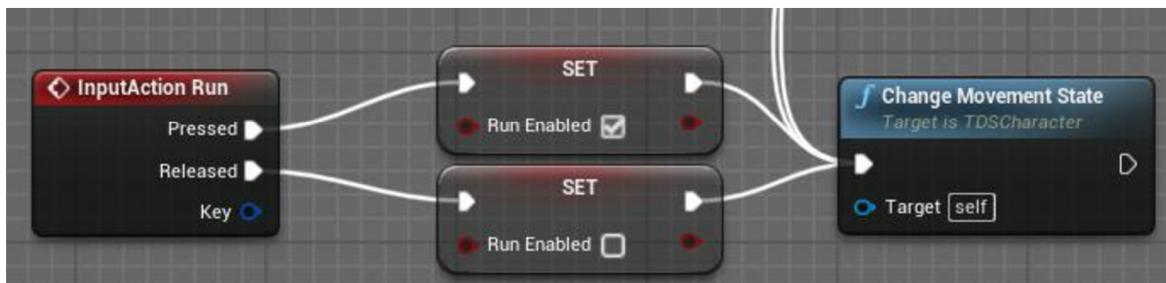 InputAction Run
Pressed
Released
Key
SET
Run Enabled
SET
Run Enabled
f Change Movement State
Target is TDSCharacter
Target self